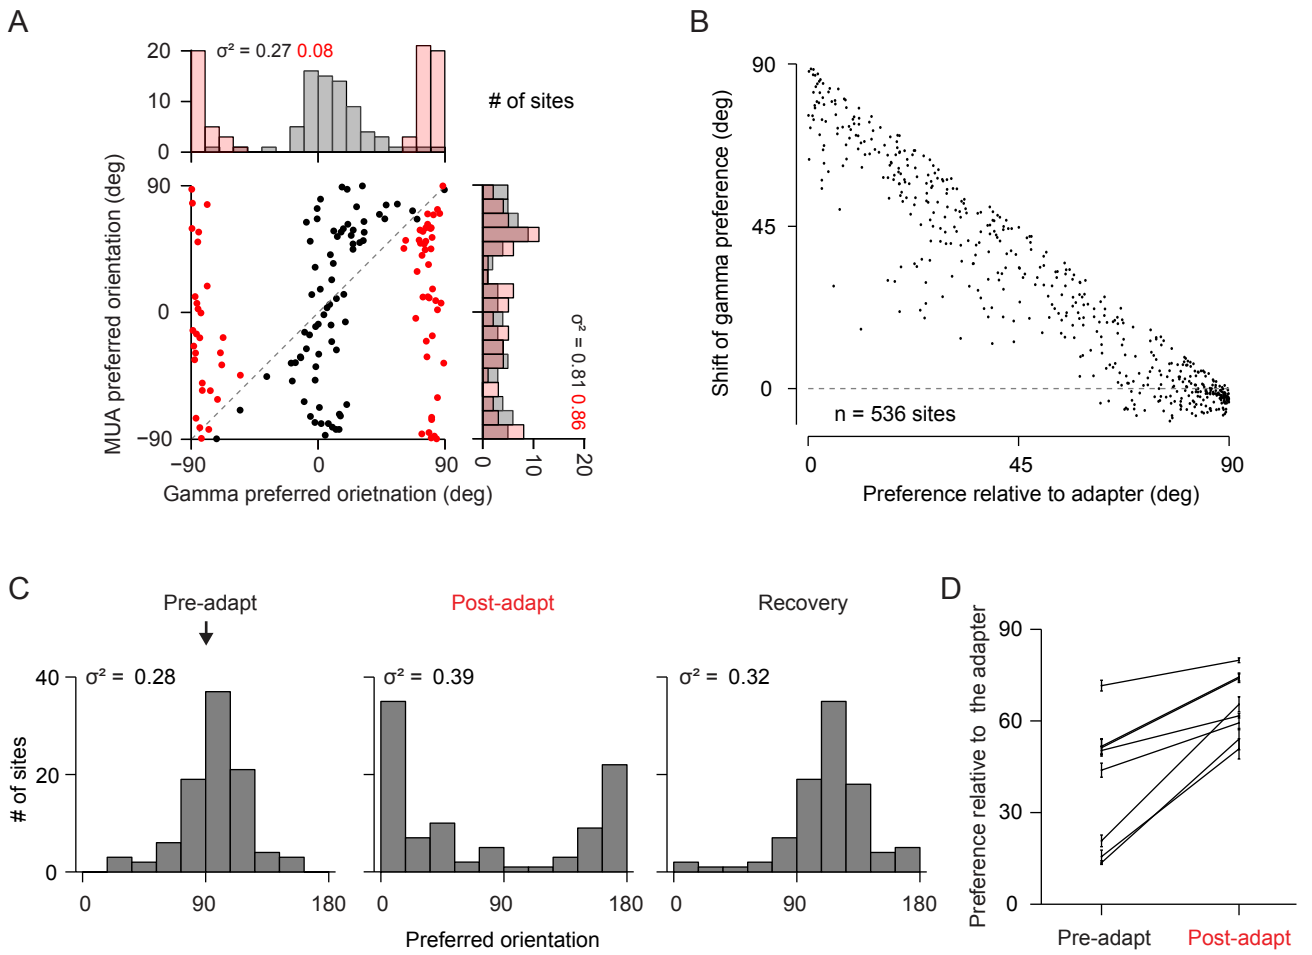 A
σ² = 0.27 0.08
20
10
0
# of sites
MUA preferred orientation (deg)
90
0
−90
−90
0
90
Gamma preferred orietnation (deg)
σ² = 0.81 0.86
0
10
20
B
Shift of gamma preference (deg)
90
45
0
n = 536 sites
0
45
90
Preference relative to adapter (deg)
C
Pre-adapt
Post-adapt
Recovery
σ² = 0.28
σ² = 0.39
σ² = 0.32
# of sites
40
20
0
0
90
180
0
90
180
0
90
180
Preferred orientation
D
Preference relative to the adapter
90
60
30
0
Pre-adapt
Post-adapt